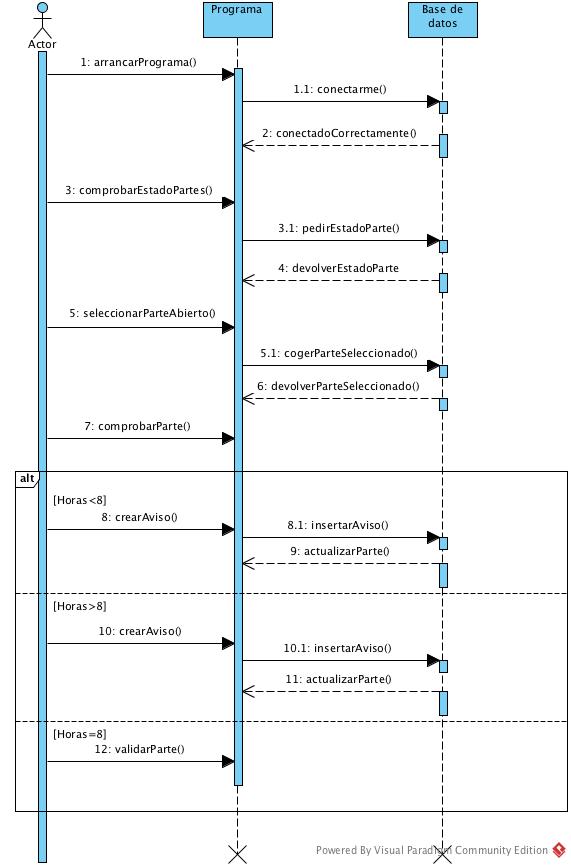 Actor
Programa
Base de
datos
1: arrancarPrograma()
1.1: conectarme()
2: conectadoCorrectamente()
3: comprobarEstadoPartes()
3.1: pedirEstadoParte()
4: devolverEstadoParte
5: seleccionarParteAbierto()
5.1: cogerParteSeleccionado()
6: devolverParteSeleccionado()
7: comprobarParte()
alt
[Horas<8]
8: crearAviso()
8.1: insertarAviso()
9: actualizarParte()
[Horas>8]
10: crearAviso()
10.1: insertarAviso()
11: actualizarParte()
[Horas=8]
12: validarParte()
Powered By Visual Paradigm Community Edition